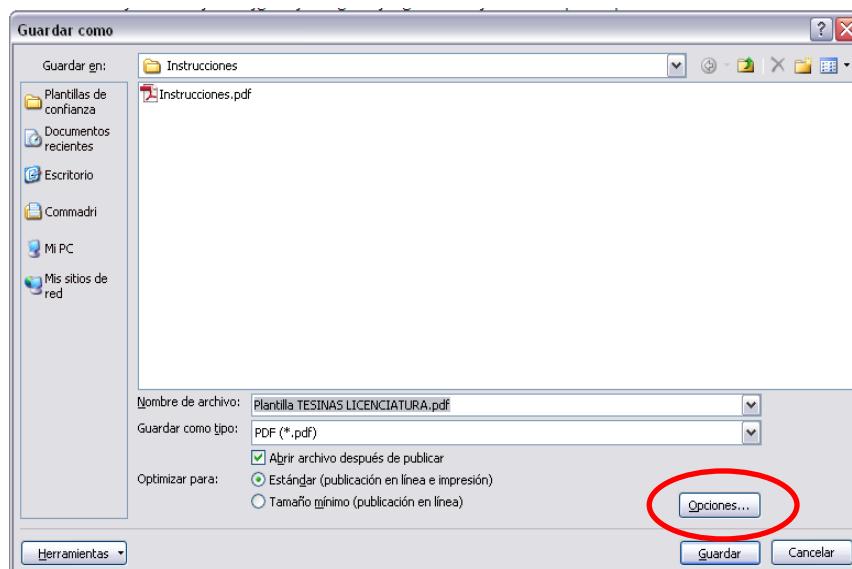 Guardar como
Guardar en:
Instrucciones
Plantillas de
confianza
Documentos
recientes
Escritorio
Commadri
Mi PC
Mis sitios de
red
Instrucciones.pdf
Nombre de archivo:
Plantilla TESINAS LICENCIATURA.pdf
Guardar como tipo:
PDF (*.pdf)
Abrir archivo después de publicar
Optimizar para:
Estándar (publicación en línea e impresión)
Tamaño mínimo (publicación en línea)
Opciones...
Herramientas
Guardar
Cancelar